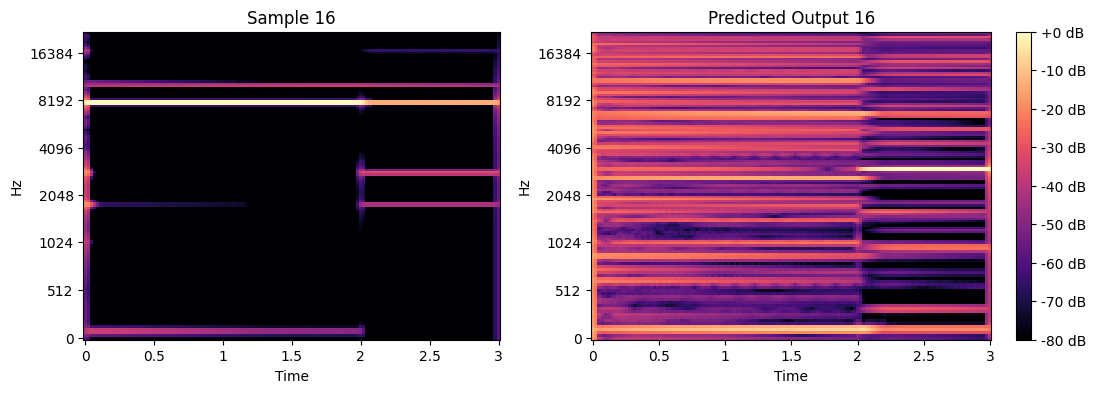 Sample 16
Predicted Output 16
16384
8192
4096
2048
1024
512
0
Hz
0
0.5
1
1.5
2
2.5
3
Time
16384
8192
4096
2048
1024
512
0
Hz
0
0.5
1
1.5
2
2.5
3
Time
+0 dB
-10 dB
-20 dB
-30 dB
-40 dB
-50 dB
-60 dB
-70 dB
-80 dB